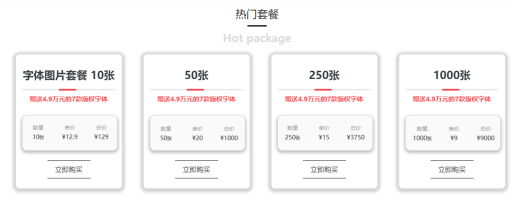 热门套餐
Hot package
字体图片套餐 10张
赠送4.9万元的7款版权字体
数量 单价 总价
10张 ¥12.9 ¥129
立即购买
50张
赠送4.9万元的7款版权字体
数量 单价 总价
50张 ¥20 ¥1000
立即购买
250张
赠送4.9万元的7款版权字体
数量 单价 总价
250张 ¥15 ¥3750
立即购买
1000张
赠送4.9万元的7款版权字体
数量 单价 总价
1000张 ¥9 ¥9000
立即购买